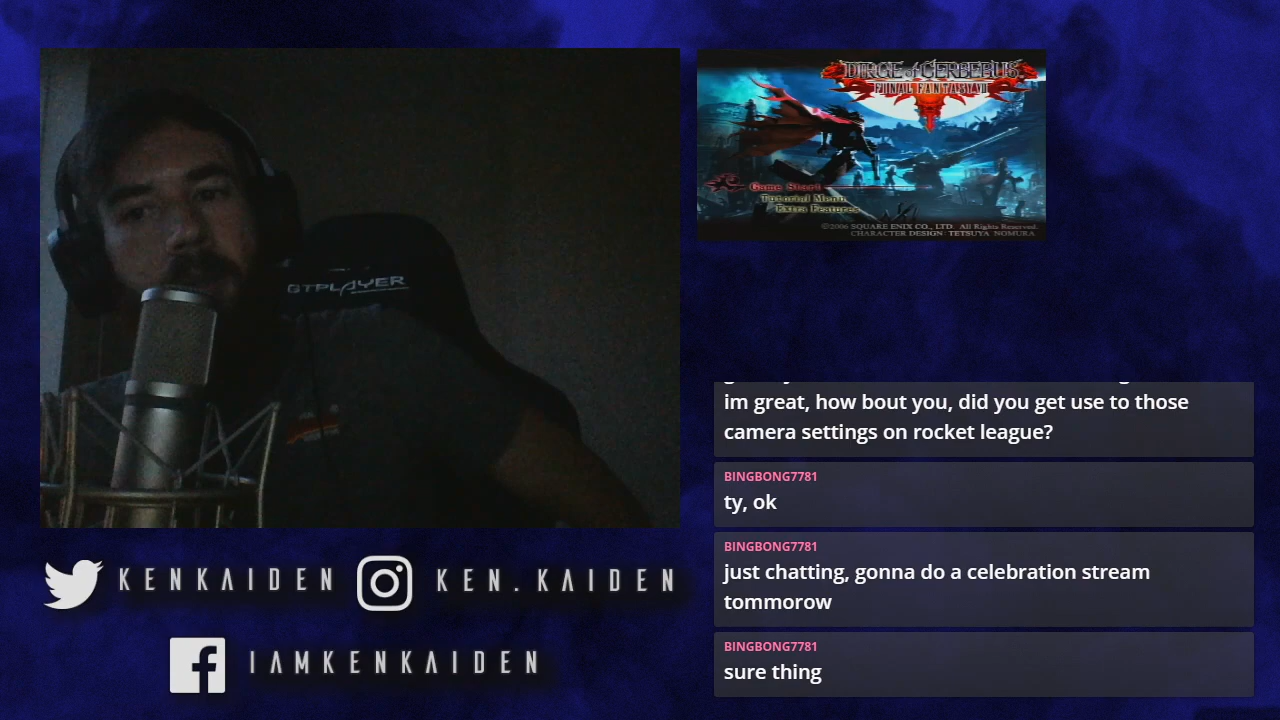 DIRGE of CERBERUS
FINAL FANTASY VII
Game Start
Tutorial Menu
Extra Features
©2006 SQUARE ENIX CO., LTD. All Rights Reserved.
CHARACTER DESIGN: TETSUYA NOMURA
GTPLAYER
im great, how bout you, did you get use to those
camera settings on rocket league?
BINGBONG7781
ty, ok
BINGBONG7781
just chatting, gonna do a celebration stream
tommorow
BINGBONG7781
sure thing
KENKAIDEN
KEN.KAIDEN
IAMKENKAIDEN